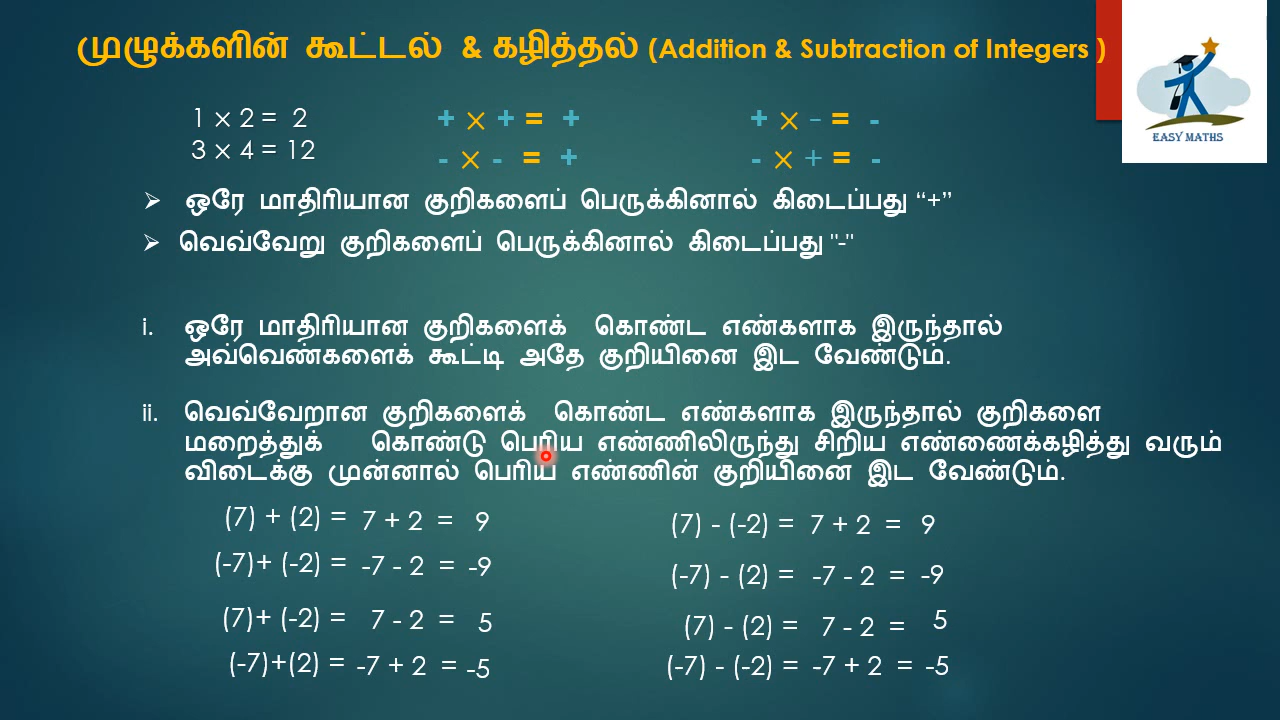 முழுக்களின் கூட்டல் & கழித்தல் (Addition & Subtraction of Integers )
EASY MATHS
1 × 2 = 2
3 × 4 = 12
+ × + = +
- × - = +
+ × - = -
- × + = -
➢ ஒரே மாதிரியான குறிகளைப் பெருக்கினால் கிடைப்பது “+”
➢ வெவ்வேறு குறிகளைப் பெருக்கினால் கிடைப்பது "-"
i. ஒரே மாதிரியான குறிகளைக் கொண்ட எண்களாக இருந்தால்
அவ்வெண்களைக் கூட்டி அதே குறியினை இட வேண்டும்.
ii. வெவ்வேறான குறிகளைக் கொண்ட எண்களாக இருந்தால் குறிகளை
மறைத்துக் கொண்டு பெரிய எண்ணிலிருந்து சிறிய எண்ணைக்கழித்து வரும்
விடைக்கு முன்னால் பெரிய எண்ணின் குறியினை இட வேண்டும்.
(7) + (2) = 7 + 2 = 9
(-7)+ (-2) = -7 - 2 = -9
(7)+ (-2) = 7 - 2 = 5
(-7)+(2) = -7 + 2 = -5
(7) - (-2) = 7 + 2 = 9
(-7) - (2) = -7 - 2 = -9
(7) - (2) = 7 - 2 = 5
(-7) - (-2) = -7 + 2 = -5